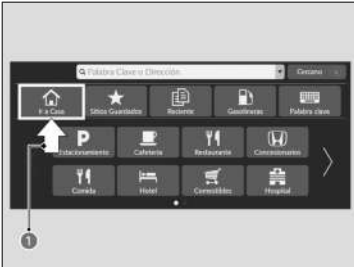 Palabra Clave o Dirección
Cercano
Ir a Casa
Sitios Guardados
Reciente
Gasolineras
Palabra clave
Estacionamiento
Cafetería
Restaurante
Concesionarios
Comida
Hotel
Comestibles
Hospital
1